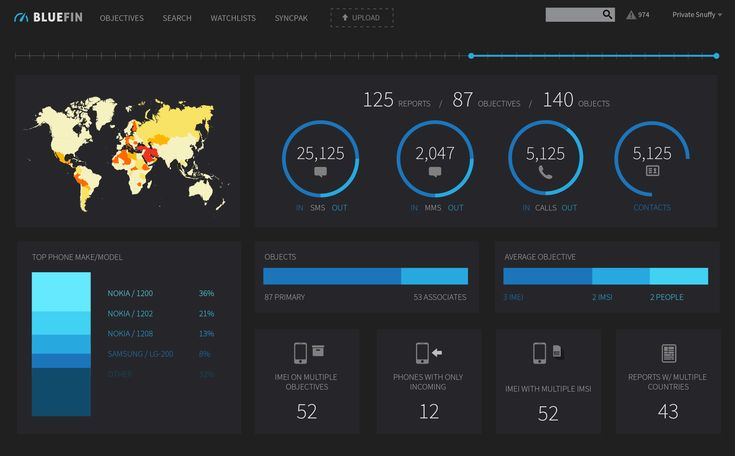 BLUEFIN OBJECTIVES SEARCH WATCHLISTS SYNCPAK UPLOAD 974 Private Snuffy
125 REPORTS / 87 OBJECTIVES / 140 OBJECTS
25,125 2,047 5,125 5,125
IN SMS OUT IN MMS OUT IN CALLS OUT CONTACTS
TOP PHONE MAKE/MODEL
NOKIA / 1200 36%
NOKIA / 1202 21%
NOKIA / 1208 13%
SAMSUNG / LG-200 8%
OTHER 32%
OBJECTS
87 PRIMARY 53 ASSOCIATES
AVERAGE OBJECTIVE
3 IMEI 2 IMSI 2 PEOPLE
IMEI ON MULTIPLE
OBJECTIVES
52
PHONES WITH ONLY
INCOMING
12
IMEI WITH MULTIPLE IMSI
52
REPORTS W/ MULTIPLE
COUNTRIES
43